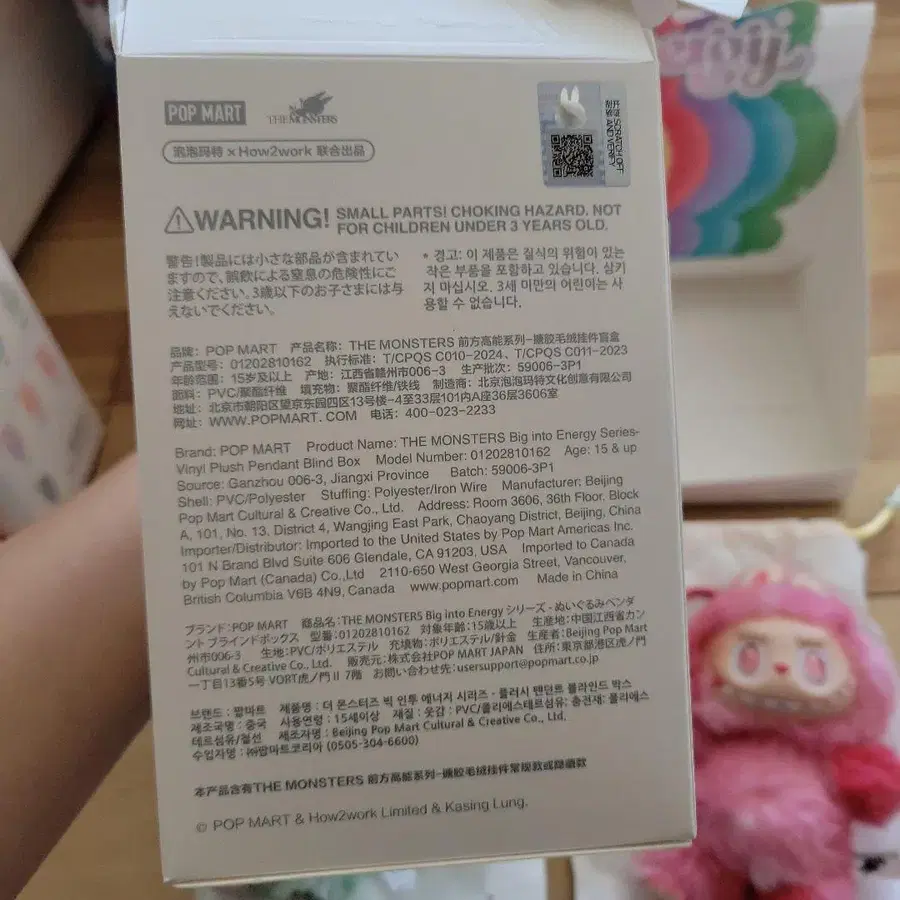 POP MART THE MONSTERS
泡泡玛特 × How2work 联合出品
SCRATCH OFF
AND VERIFY
WARNING! SMALL PARTS! CHOKING HAZARD. NOT
FOR CHILDREN UNDER 3 YEARS OLD.
警告!製品には小さな部品が含まれてい
ますので、誤飲による窒息の危険性にご
注意ください。3歳以下のお子さまには与
えないでください。
* 경고: 이 제품은 질식의 위험이 있는
작은 부품을 포함하고 있습니다. 삼키
지 마십시오. 3세 미만의 어린이는 사
용할 수 없습니다.
品牌: POP MART 产品名称: THE MONSTERS 前方高能系列-搪胶毛绒挂件盲盒
产品型号: 01202810162 执行标准: T/CPQS C010-2024、T/CPQS C011-2023
年龄范围: 15岁及以上 产地: 江西省赣州市006-3 生产批次: 59006-3P1
面料: PVC/聚酯纤维 填充物: 聚酯纤维/铁线 制造商: 北京泡泡玛特文化创意有限公司
地址: 北京市朝阳区望京东园四区13号楼-4至33层101内A座36层3606室
网址: WWW.POPMART.COM 电话: 400-023-2233
Brand: POP MART Product Name: THE MONSTERS Big into Energy Series-
Vinyl Plush Pendant Blind Box Model Number: 01202810162 Age: 15 & up
Source: Ganzhou 006-3, Jiangxi Province Batch: 59006-3P1
Shell: PVC/Polyester Stuffing: Polyester/Iron Wire Manufacturer: Beijing
Pop Mart Cultural & Creative Co., Ltd. Address: Room 3606, 36th Floor, Block
A, 101, No. 13, District 4, Wangjing East Park, Chaoyang District, Beijing, China
Importer/Distributor: Imported to the United States by Pop Mart Americas Inc.
101 N Brand Blvd Suite 606 Glendale, CA 91203, USA Imported to Canada
by Pop Mart (Canada) Co.,Ltd 2110-650 West Georgia Street, Vancouver,
British Columbia V6B 4N9, Canada www.popmart.com Made in China
ブランド:POP MART 商品名:THE MONSTERS Big into Energy シリーズ - ぬいぐるみペンダ
ント ブラインドボックス 型番:01202810162 対象年齢:15歳以上 生産地:中国江西省カン
州市006-3 生地:PVC/ポリエステル 充填物:ポリエステル/針金 生産者:Beijing Pop Mart
Cultural & Creative Co., Ltd. 販売元:株式会社POP MART JAPAN 住所:東京都港区虎ノ門
一丁目13番5号 VORT虎ノ門 II 7階 お問い合わせ先:usersupport@popmart.co.jp
브랜드 : 팝마트 제품명 : 더 몬스터즈 빅 인투 에너지 시리즈 - 플러시 팬던트 블라인드 박스
제조국명 : 중국 사용연령 : 15세이상 재질 : 겉감 : PVC/폴리에스테르섬유; 충전재: 폴리에스
테르섬유/철선 제조자명 : Beijing Pop Mart Cultural & Creative Co., Ltd.
수입자명 : ㈜팝마트코리아 (0505-304-6600)
本产品含有THE MONSTERS 前方高能系列-搪胶毛绒挂件常规款或隐藏款
© POP MART & How2work Limited & Kasing Lung.